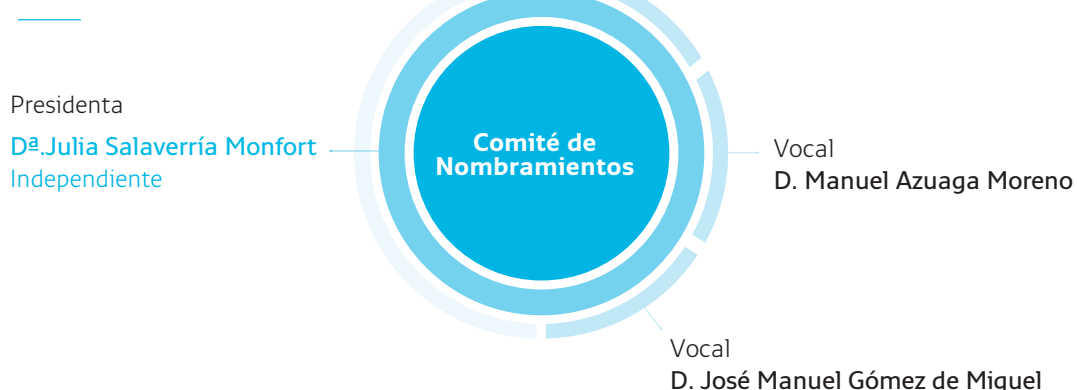 Presidenta
Dª.Julia Salaverría Monfort
Independiente
Comité de
Nombramientos
Vocal
D. Manuel Azuaga Moreno
Vocal
D. José Manuel Gómez de Miguel